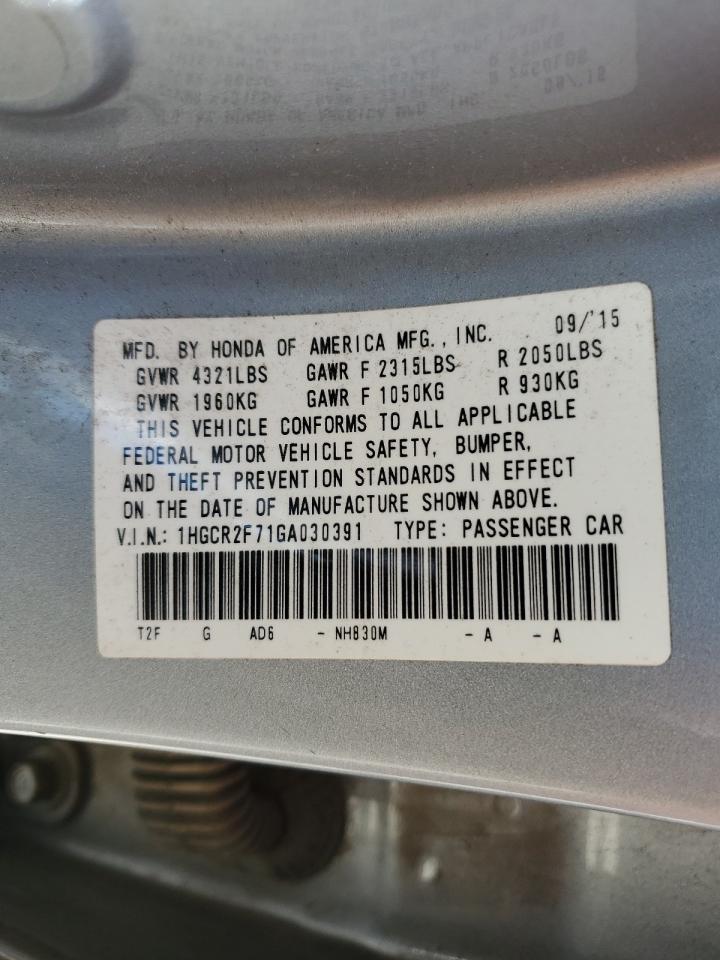 MFD. BY HONDA OF AMERICA MFG., INC. 09/'15
GVWR 4321LBS GAWR F 2315LBS R 2050LBS
GVWR 1960KG GAWR F 1050KG R 930KG
THIS VEHICLE CONFORMS TO ALL APPLICABLE
FEDERAL MOTOR VEHICLE SAFETY, BUMPER,
AND THEFT PREVENTION STANDARDS IN EFFECT
ON THE DATE OF MANUFACTURE SHOWN ABOVE.
V.I.N.: 1HGCR2F71GA030391 TYPE: PASSENGER CAR
T2F G AD6 - NH830M - A - A